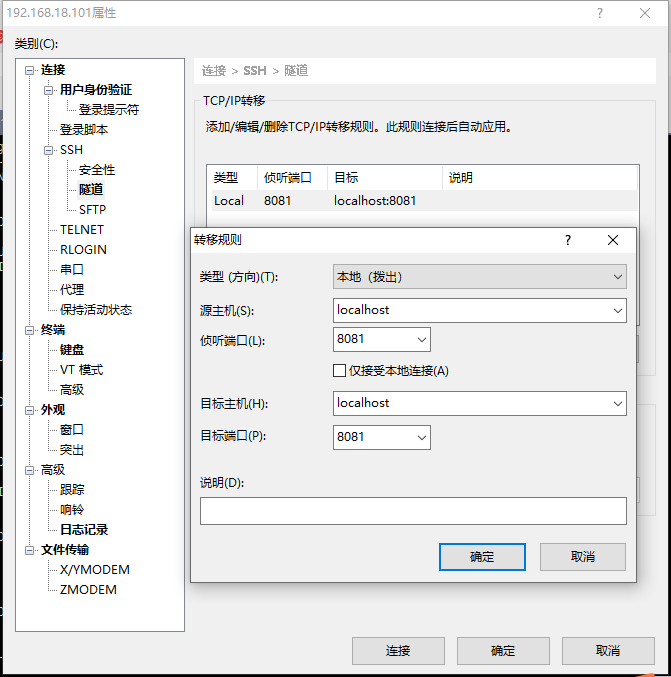 192.168.18.101属性
类别(C):
连接
用户身份验证
登录提示符
登录脚本
SSH
安全性
隧道
SFTP
TELNET
RLOGIN
串口
代理
保持活动状态
终端
键盘
VT 模式
高级
外观
窗口
突出
高级
跟踪
响铃
日志记录
文件传输
X/YMODEM
ZMODEM
连接 > SSH > 隧道
TCP/IP转移
添加/编辑/删除TCP/IP转移规则。此规则连接后自动应用。
类型 侦听端口 目标 说明
Local 8081 localhost:8081
转移规则
类型 (方向)(T): 本地（拨出）
源主机(S): localhost
侦听端口(L): 8081
仅接受本地连接(A)
目标主机(H): localhost
目标端口(P): 8081
说明(D):
确定 取消
连接 确定 取消